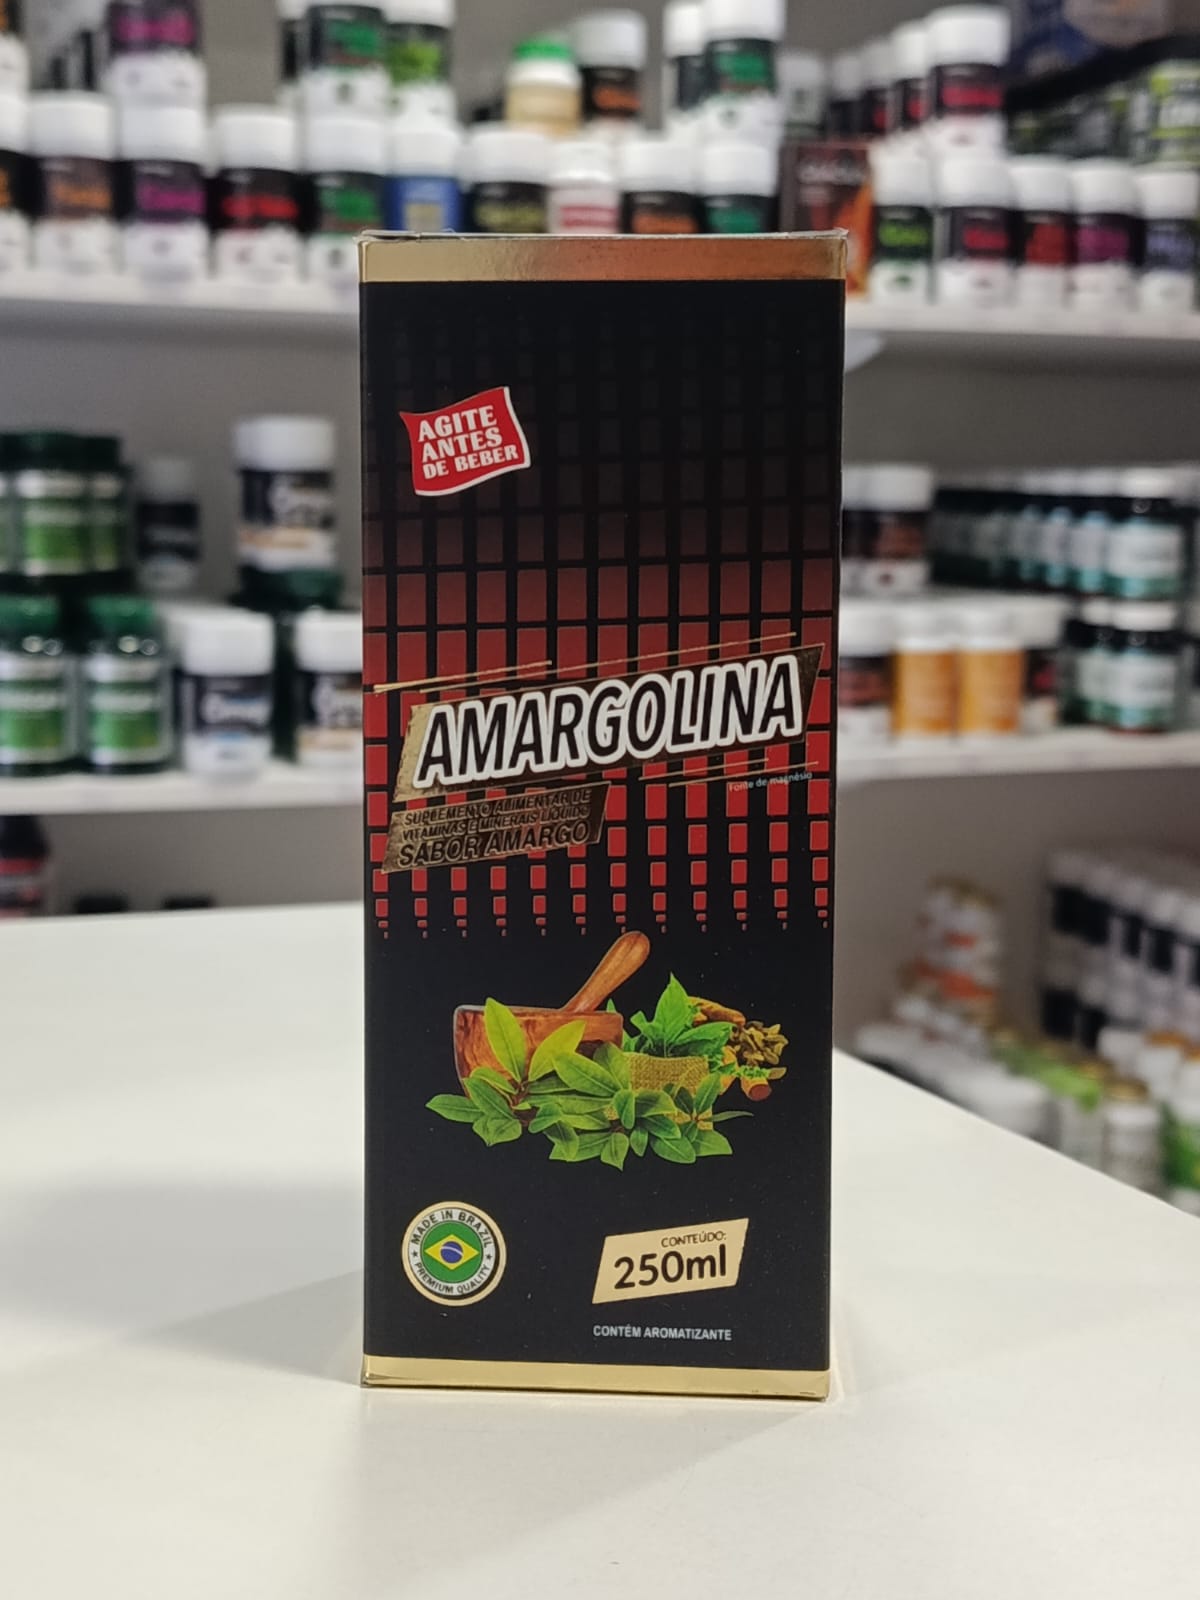 AGITE
ANTES
DE BEBER
AMARGOLINA
Fonte de magnésio
SUPLEMENTO ALIMENTAR DE
VITAMINAS E MINERAIS LÍQUIDO
SABOR AMARGO
MADE IN BRAZIL
PREMIUM QUALITY
CONTEÚDO:
250ml
CONTÉM AROMATIZANTE